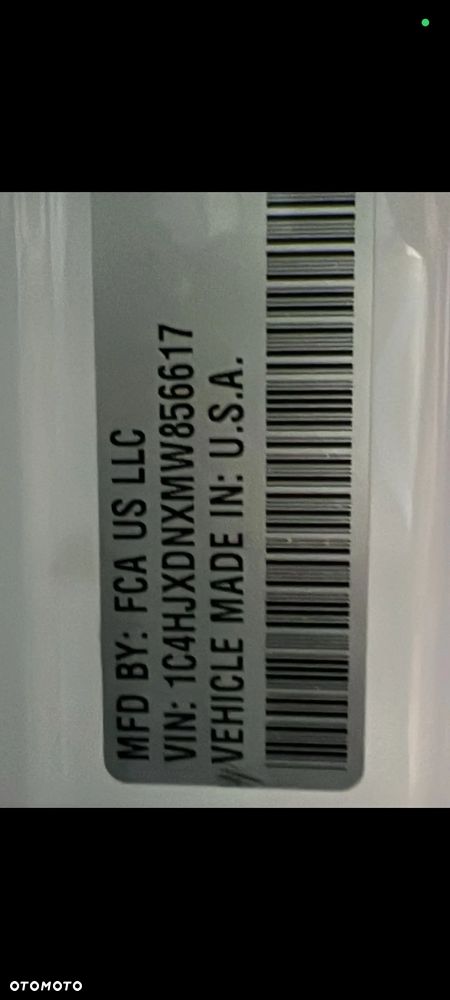 MFD BY: FCA US LLC
VIN: 1C4HJXDNXMW856617
VEHICLE MADE IN: U.S.A.
OTOMOTO